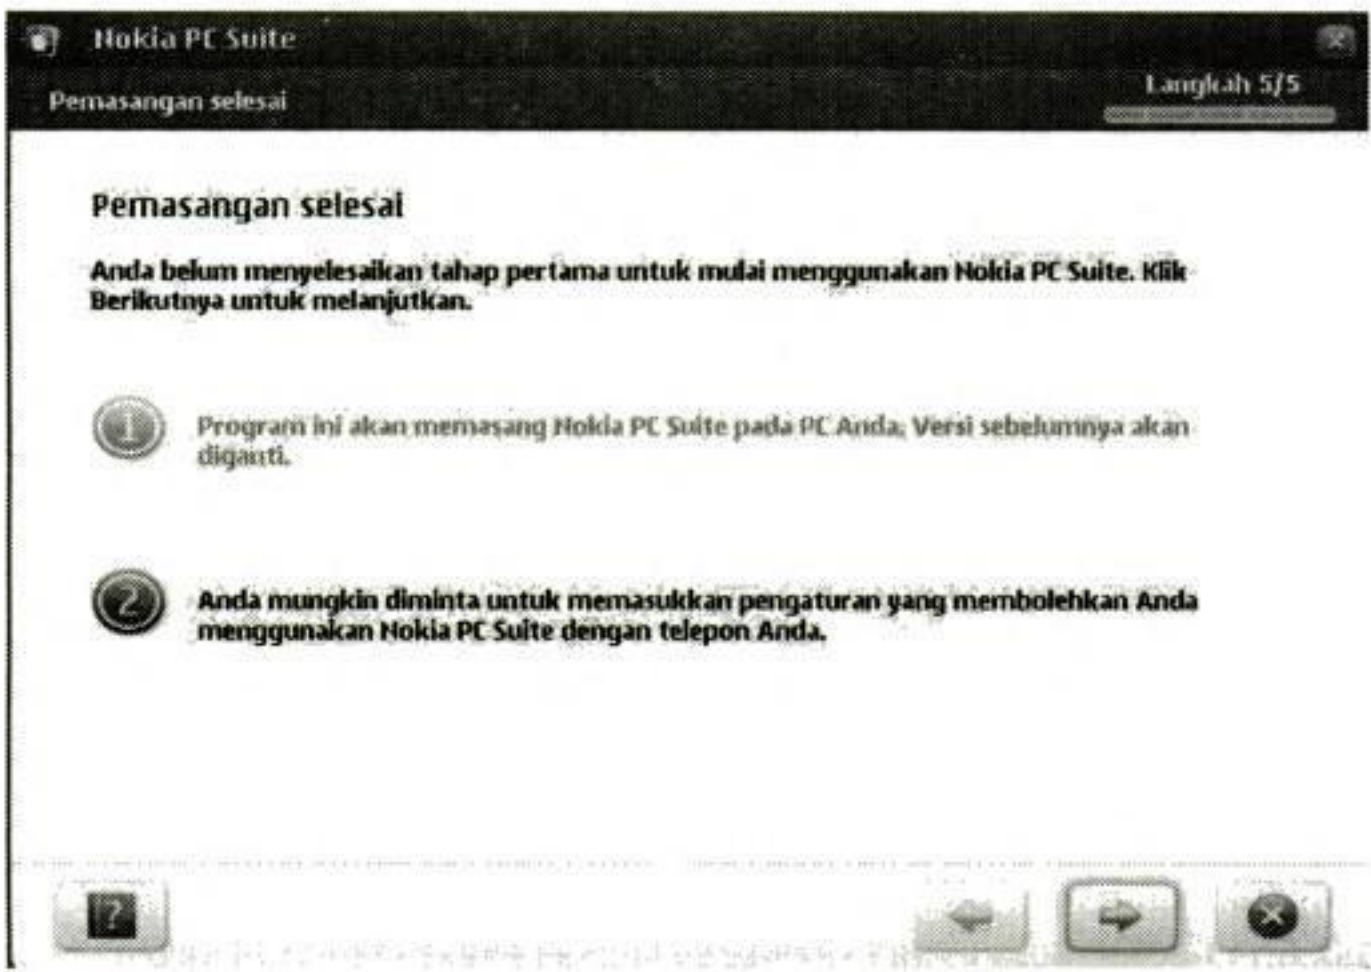 Nokia PC Suite
Pemasangan selesai
Langkah 5/5
Pemasangan selesai
Anda belum menyelesaikan tahap pertama untuk mulai menggunakan Nokia PC Suite. Klik
Berikutnya untuk melanjutkan.
1
Program ini akan memasang Nokia PC Suite pada PC Anda. Versi sebelumnya akan
diganti.
2
Anda mungkin diminta untuk memasukkan pengaturan yang membolehkan Anda
menggunakan Nokia PC Suite dengan telepon Anda.
?